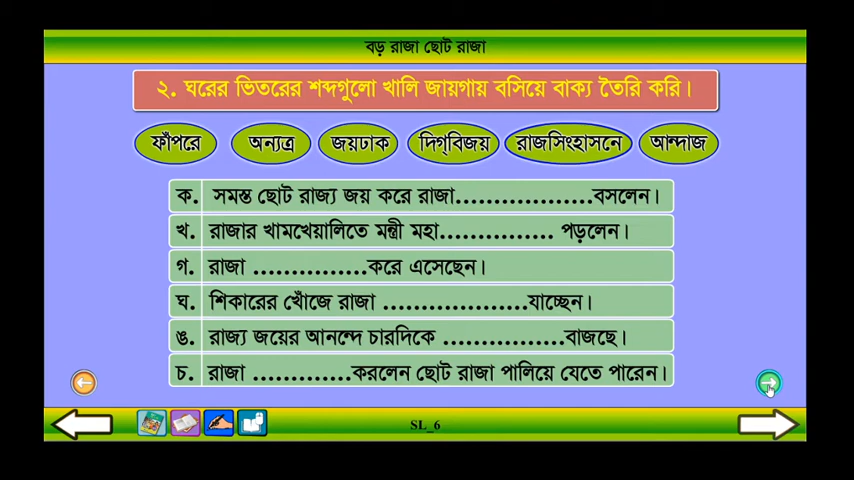 বড় রাজা ছোট রাজা
২. ঘরের ভিতরের শব্দগুলো খালি জায়গায় বসিয়ে বাক্য তৈরি করি।
ফাঁপরে অন্যত্র জয়ঢাক দিগ্‌বিজয় রাজসিংহাসনে আন্দাজ
ক. সমস্ত ছোট রাজ্য জয় করে রাজা...................বসলেন।
খ. রাজার খামখেয়ালিতে মন্ত্রী মহা............... পড়লেন।
গ. রাজা ...............করে এসেছেন।
ঘ. শিকারের খোঁজে রাজা ...................যাচ্ছেন।
ঙ. রাজ্য জয়ের আনন্দে চারদিকে ................বাজছে।
চ. রাজা .............করলেন ছোট রাজা পালিয়ে যেতে পারেন।
SL_6